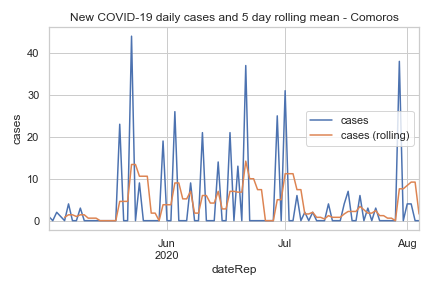 New COVID-19 daily cases and 5 day rolling mean - Comoros
cases
40
30
20
10
0
cases
cases (rolling)
Jun
2020
Jul
Aug
dateRep